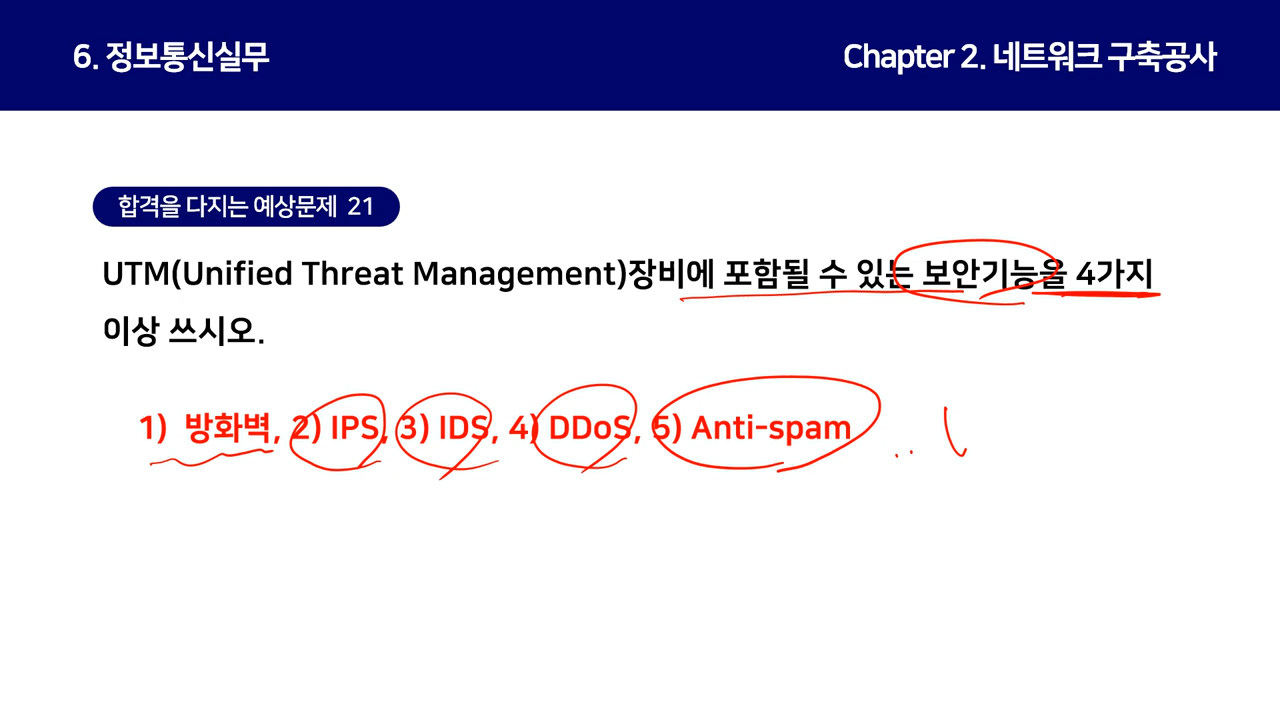 6. 정보통신실무
Chapter 2. 네트워크 구축공사
합격을 다지는 예상문제 21
UTM(Unified Threat Management)장비에 포함될 수 있는 보안기능을 4가지
이상 쓰시오.
1) 방화벽, 2) IPS, 3) IDS, 4) DDoS, 5) Anti-spam